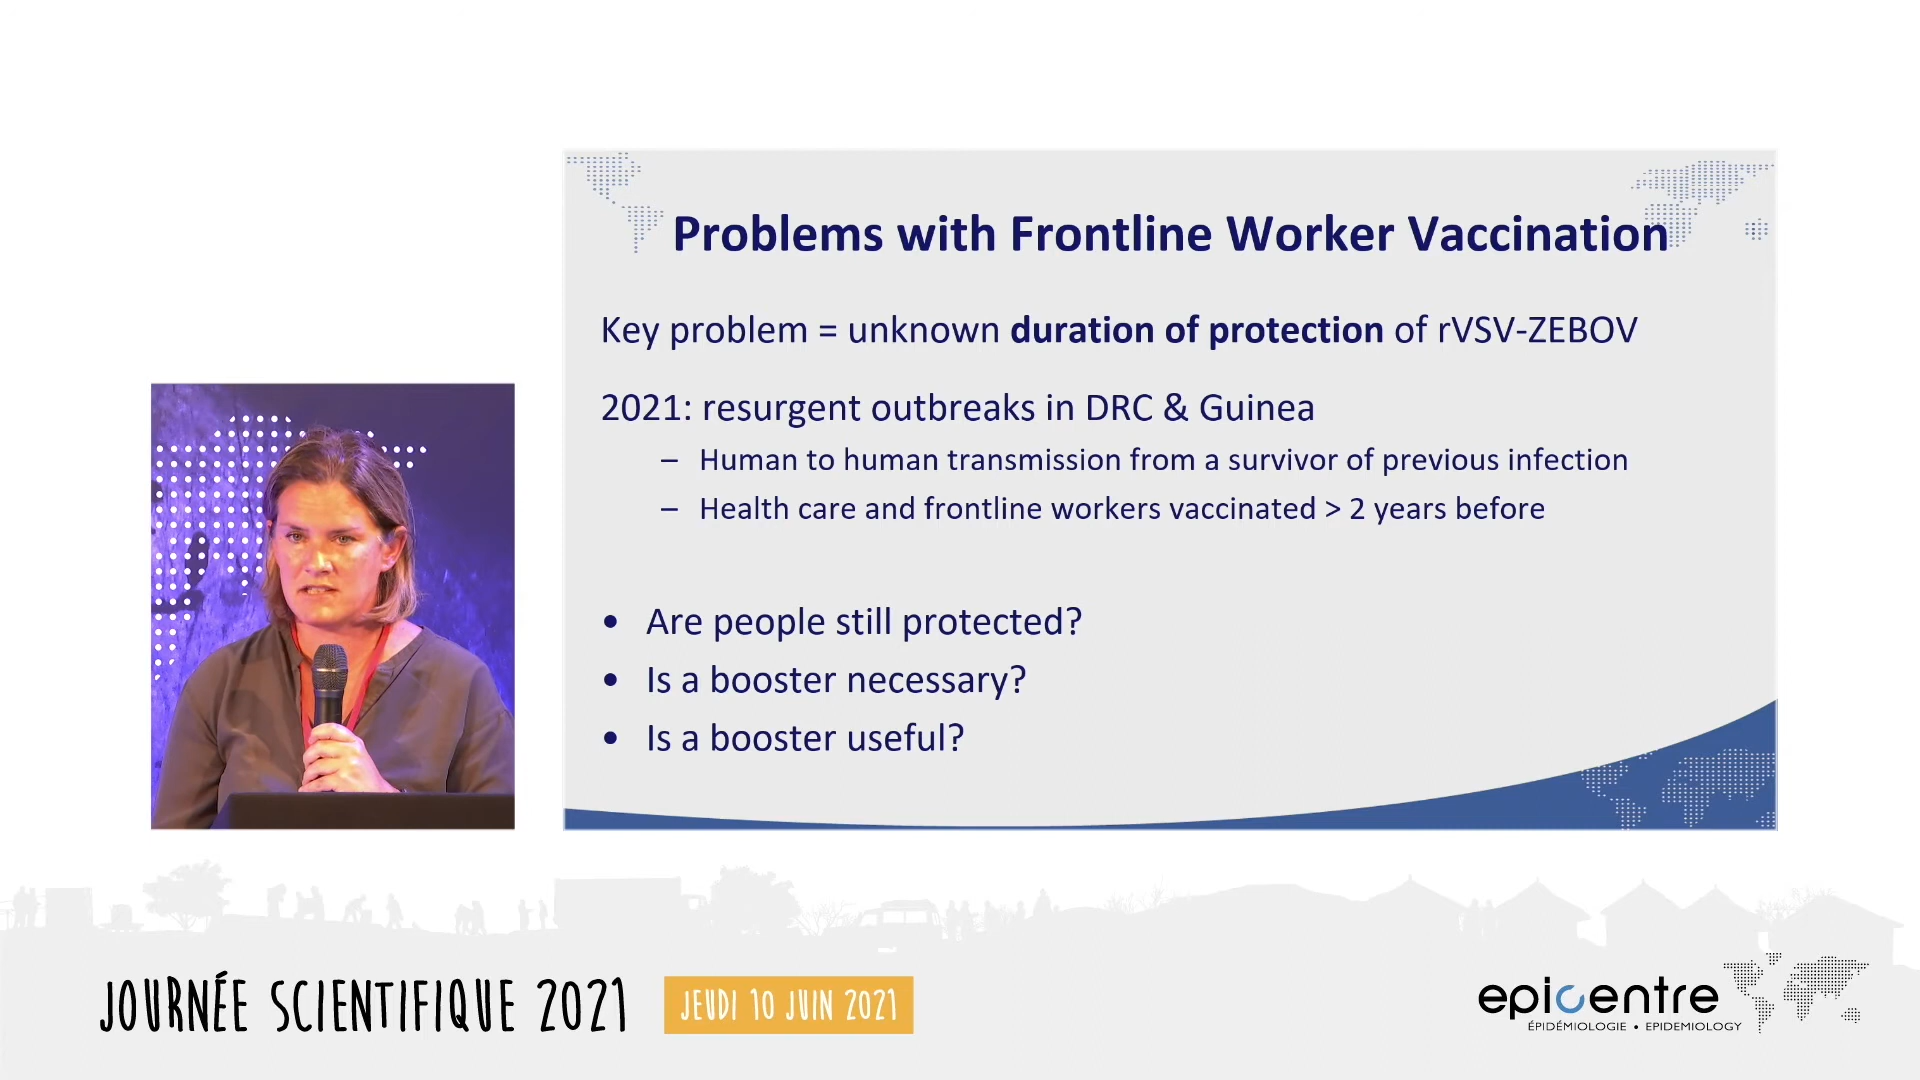 Problems with Frontline Worker Vaccination
Key problem = unknown duration of protection of rVSV-ZEBOV
2021: resurgent outbreaks in DRC & Guinea
– Human to human transmission from a survivor of previous infection
– Health care and frontline workers vaccinated > 2 years before
• Are people still protected?
• Is a booster necessary?
• Is a booster useful?
JOURNÉE SCIENTIFIQUE 2021
JEUDI 10 JUIN 2021
epicentre
ÉPIDÉMIOLOGIE • EPIDEMIOLOGY